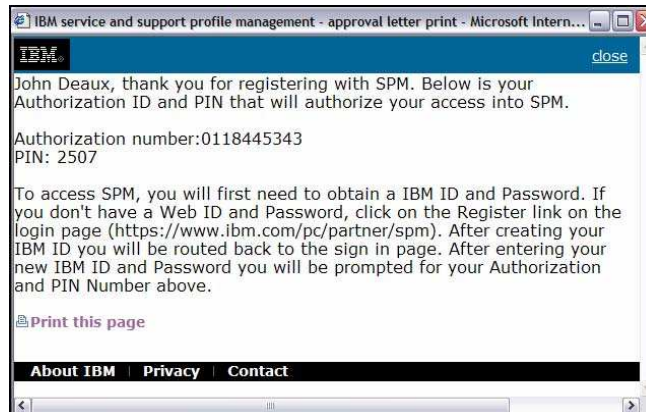 IBM service and support profile management - approval letter print - Microsoft Intern...
IBM
close
John Deaux, thank you for registering with SPM. Below is your
Authorization ID and PIN that will authorize your access into SPM.
Authorization number:0118445343
PIN: 2507
To access SPM, you will first need to obtain a IBM ID and Password. If
you don't have a Web ID and Password, click on the Register link on the
login page (https://www.ibm.com/pc/partner/spm). After creating your
IBM ID you will be routed back to the sign in page. After entering your
new IBM ID and Password you will be prompted for your Authorization
and PIN Number above.
Print this page
About IBM | Privacy | Contact